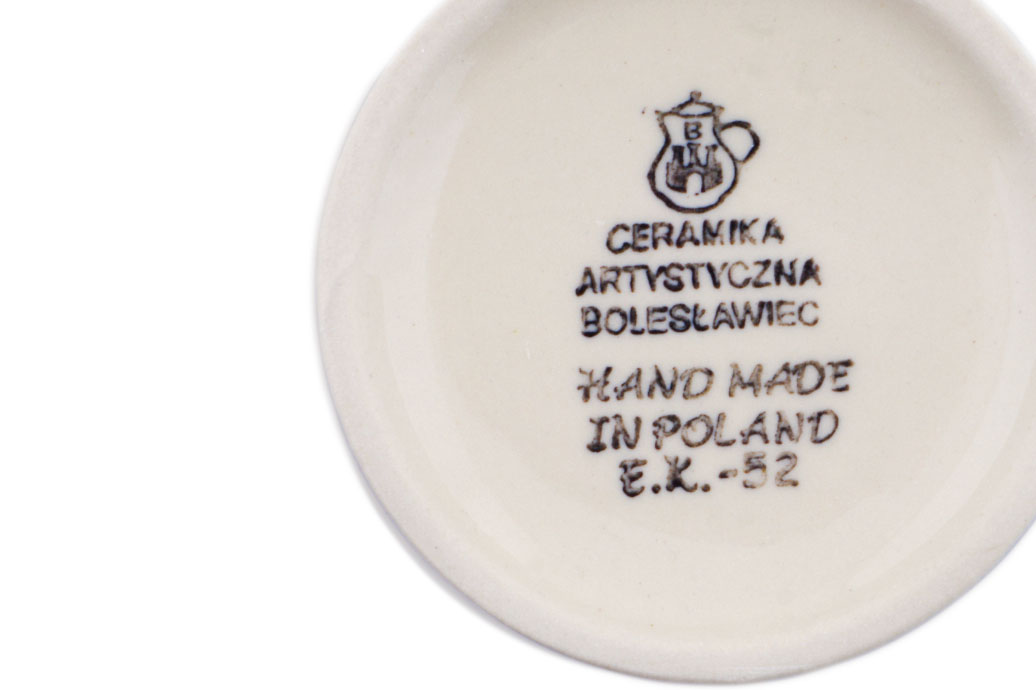 B
CERAMIKA
ARTYSTYCZNA
BOLESŁAWIEC
HAND MADE
IN POLAND
E.K.-52